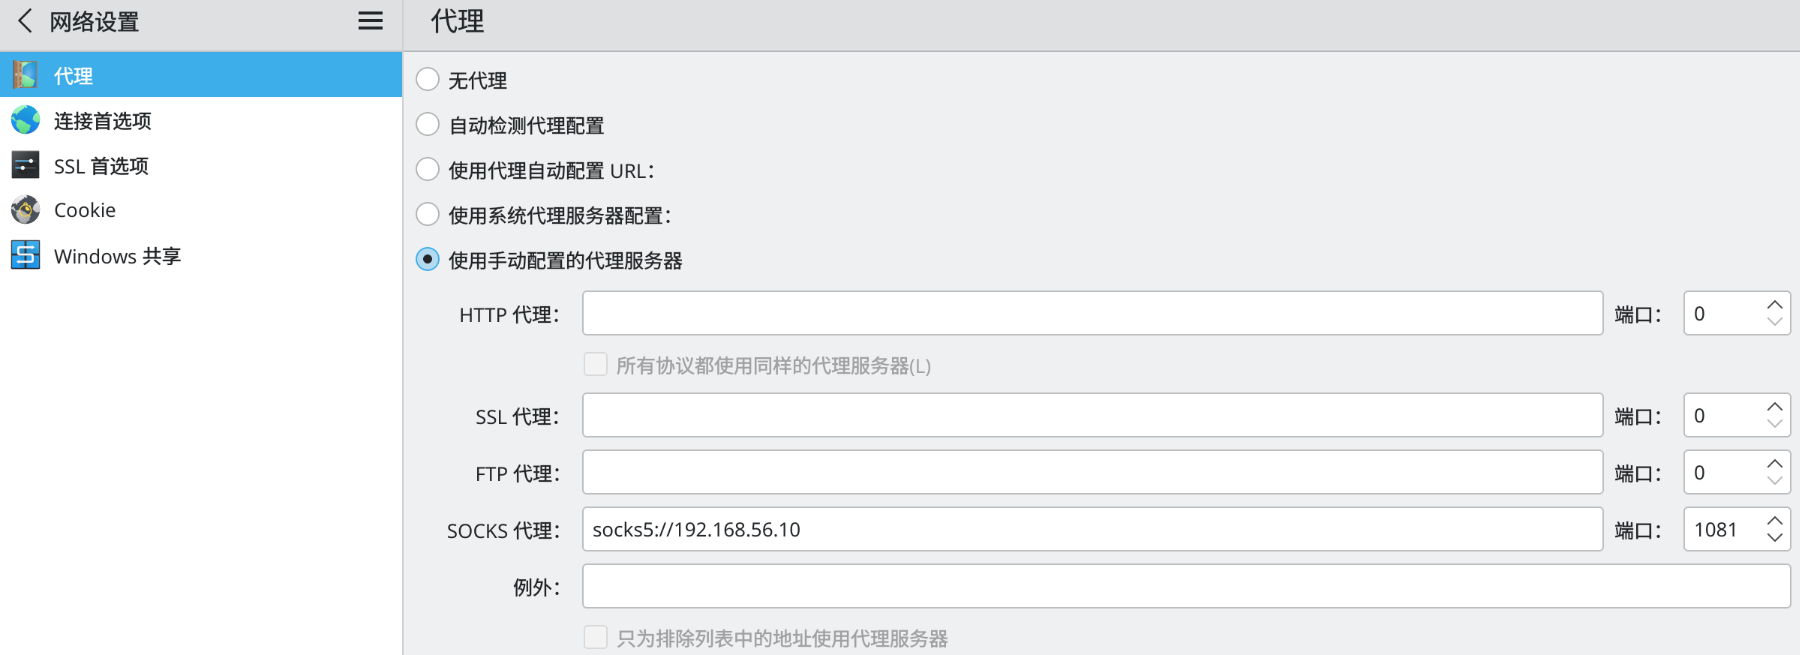 网络设置
代理
连接首选项
SSL 首选项
Cookie
Windows 共享
代理
无代理
自动检测代理配置
使用代理自动配置 URL：
使用系统代理服务器配置：
使用手动配置的代理服务器
HTTP 代理： 端口： 0
所有协议都使用同样的代理服务器(L)
SSL 代理： 端口： 0
FTP 代理： 端口： 0
SOCKS 代理： socks5://192.168.56.10 端口： 1081
例外：
只为排除列表中的地址使用代理服务器